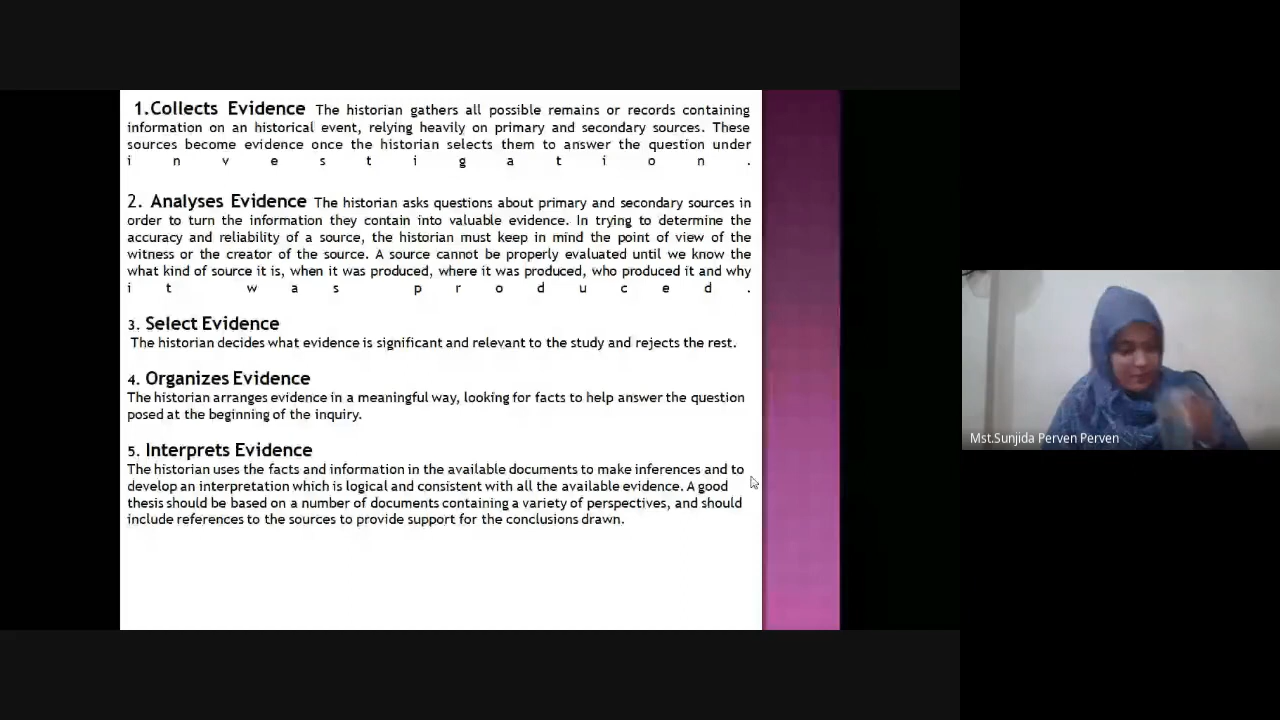 1.Collects Evidence The historian gathers all possible remains or records containing
information on an historical event, relying heavily on primary and secondary sources. These
sources become evidence once the historian selects them to answer the question under
i n v e s t i g a t i o n .
2. Analyses Evidence The historian asks questions about primary and secondary sources in
order to turn the information they contain into valuable evidence. In trying to determine the
accuracy and reliability of a source, the historian must keep in mind the point of view of the
witness or the creator of the source. A source cannot be properly evaluated until we know the
what kind of source it is, when it was produced, where it was produced, who produced it and why
i t w a s p r o d u c e d .
3. Select Evidence
The historian decides what evidence is significant and relevant to the study and rejects the rest.
4. Organizes Evidence
The historian arranges evidence in a meaningful way, looking for facts to help answer the question
posed at the beginning of the inquiry.
5. Interprets Evidence
The historian uses the facts and information in the available documents to make inferences and to
develop an interpretation which is logical and consistent with all the available evidence. A good
thesis should be based on a number of documents containing a variety of perspectives, and should
include references to the sources to provide support for the conclusions drawn.
Mst.Sunjida Perven Perven